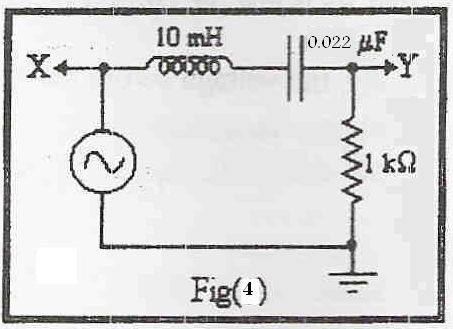 10 mH
0.022 μF
X
Y
1 kΩ
Fig(4)